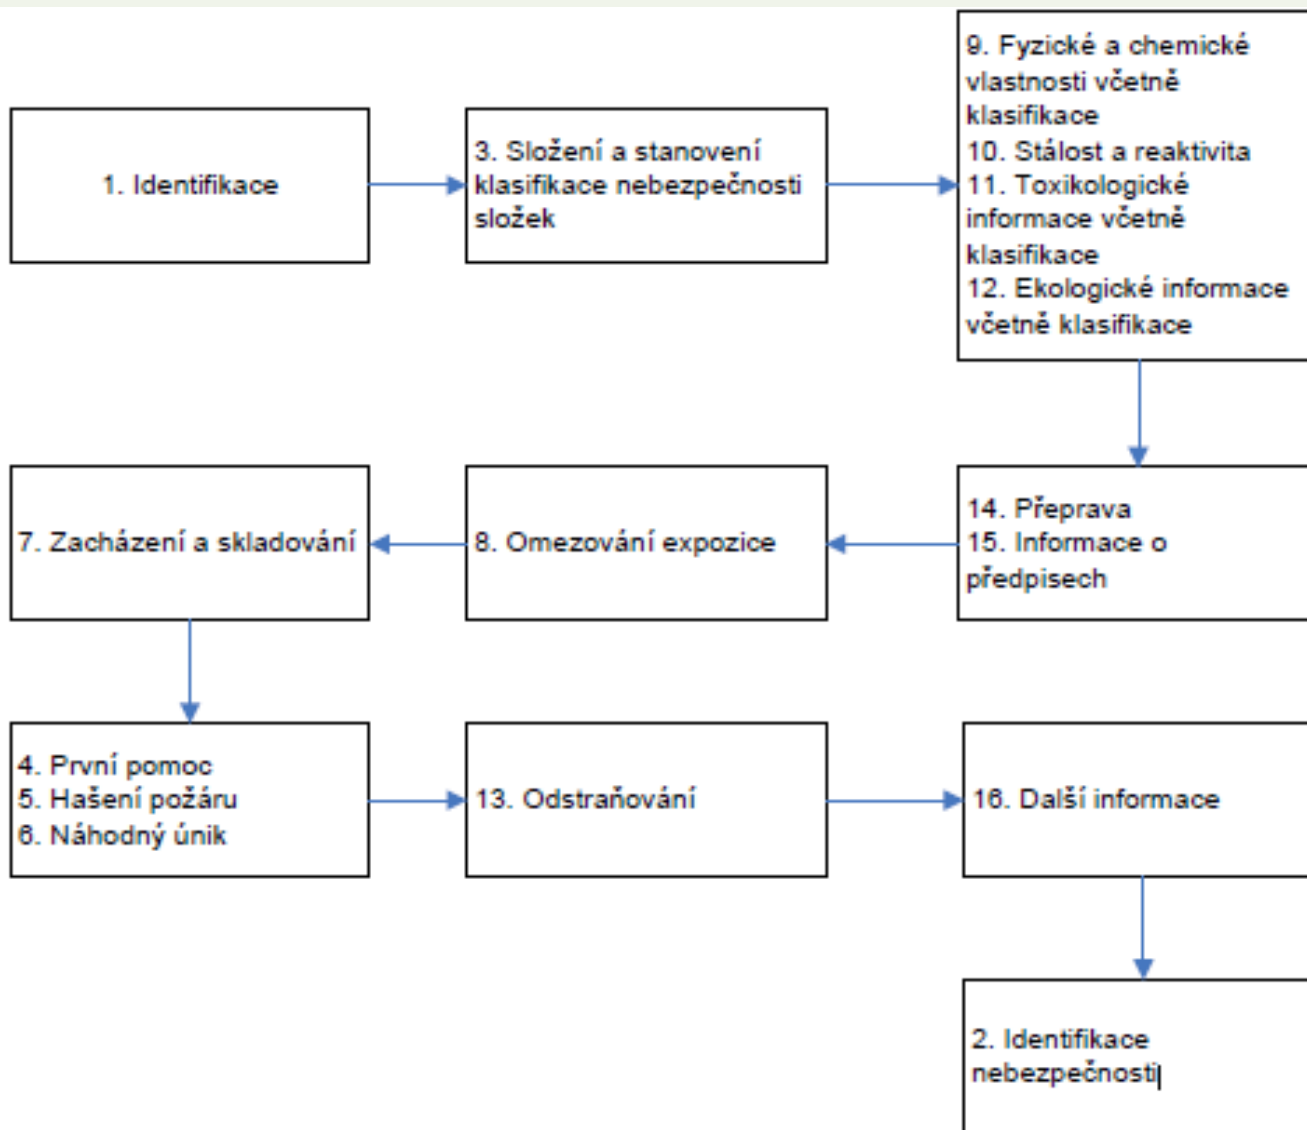 1. Identifikace
3. Složení a stanovení
klasifikace nebezpečnosti
složek
9. Fyzické a chemické
vlastnosti včetně
klasifikace
10. Stálost a reaktivita
11. Toxikologické
informace včetně
klasifikace
12. Ekologické informace
včetně klasifikace
14. Přeprava
15. Informace o
předpisech
8. Omezování expozice
7. Zacházení a skladování
4. První pomoc
5. Hašení požáru
6. Náhodný únik
13. Odstraňování
16. Další informace
2. Identifikace
nebezpečnosti